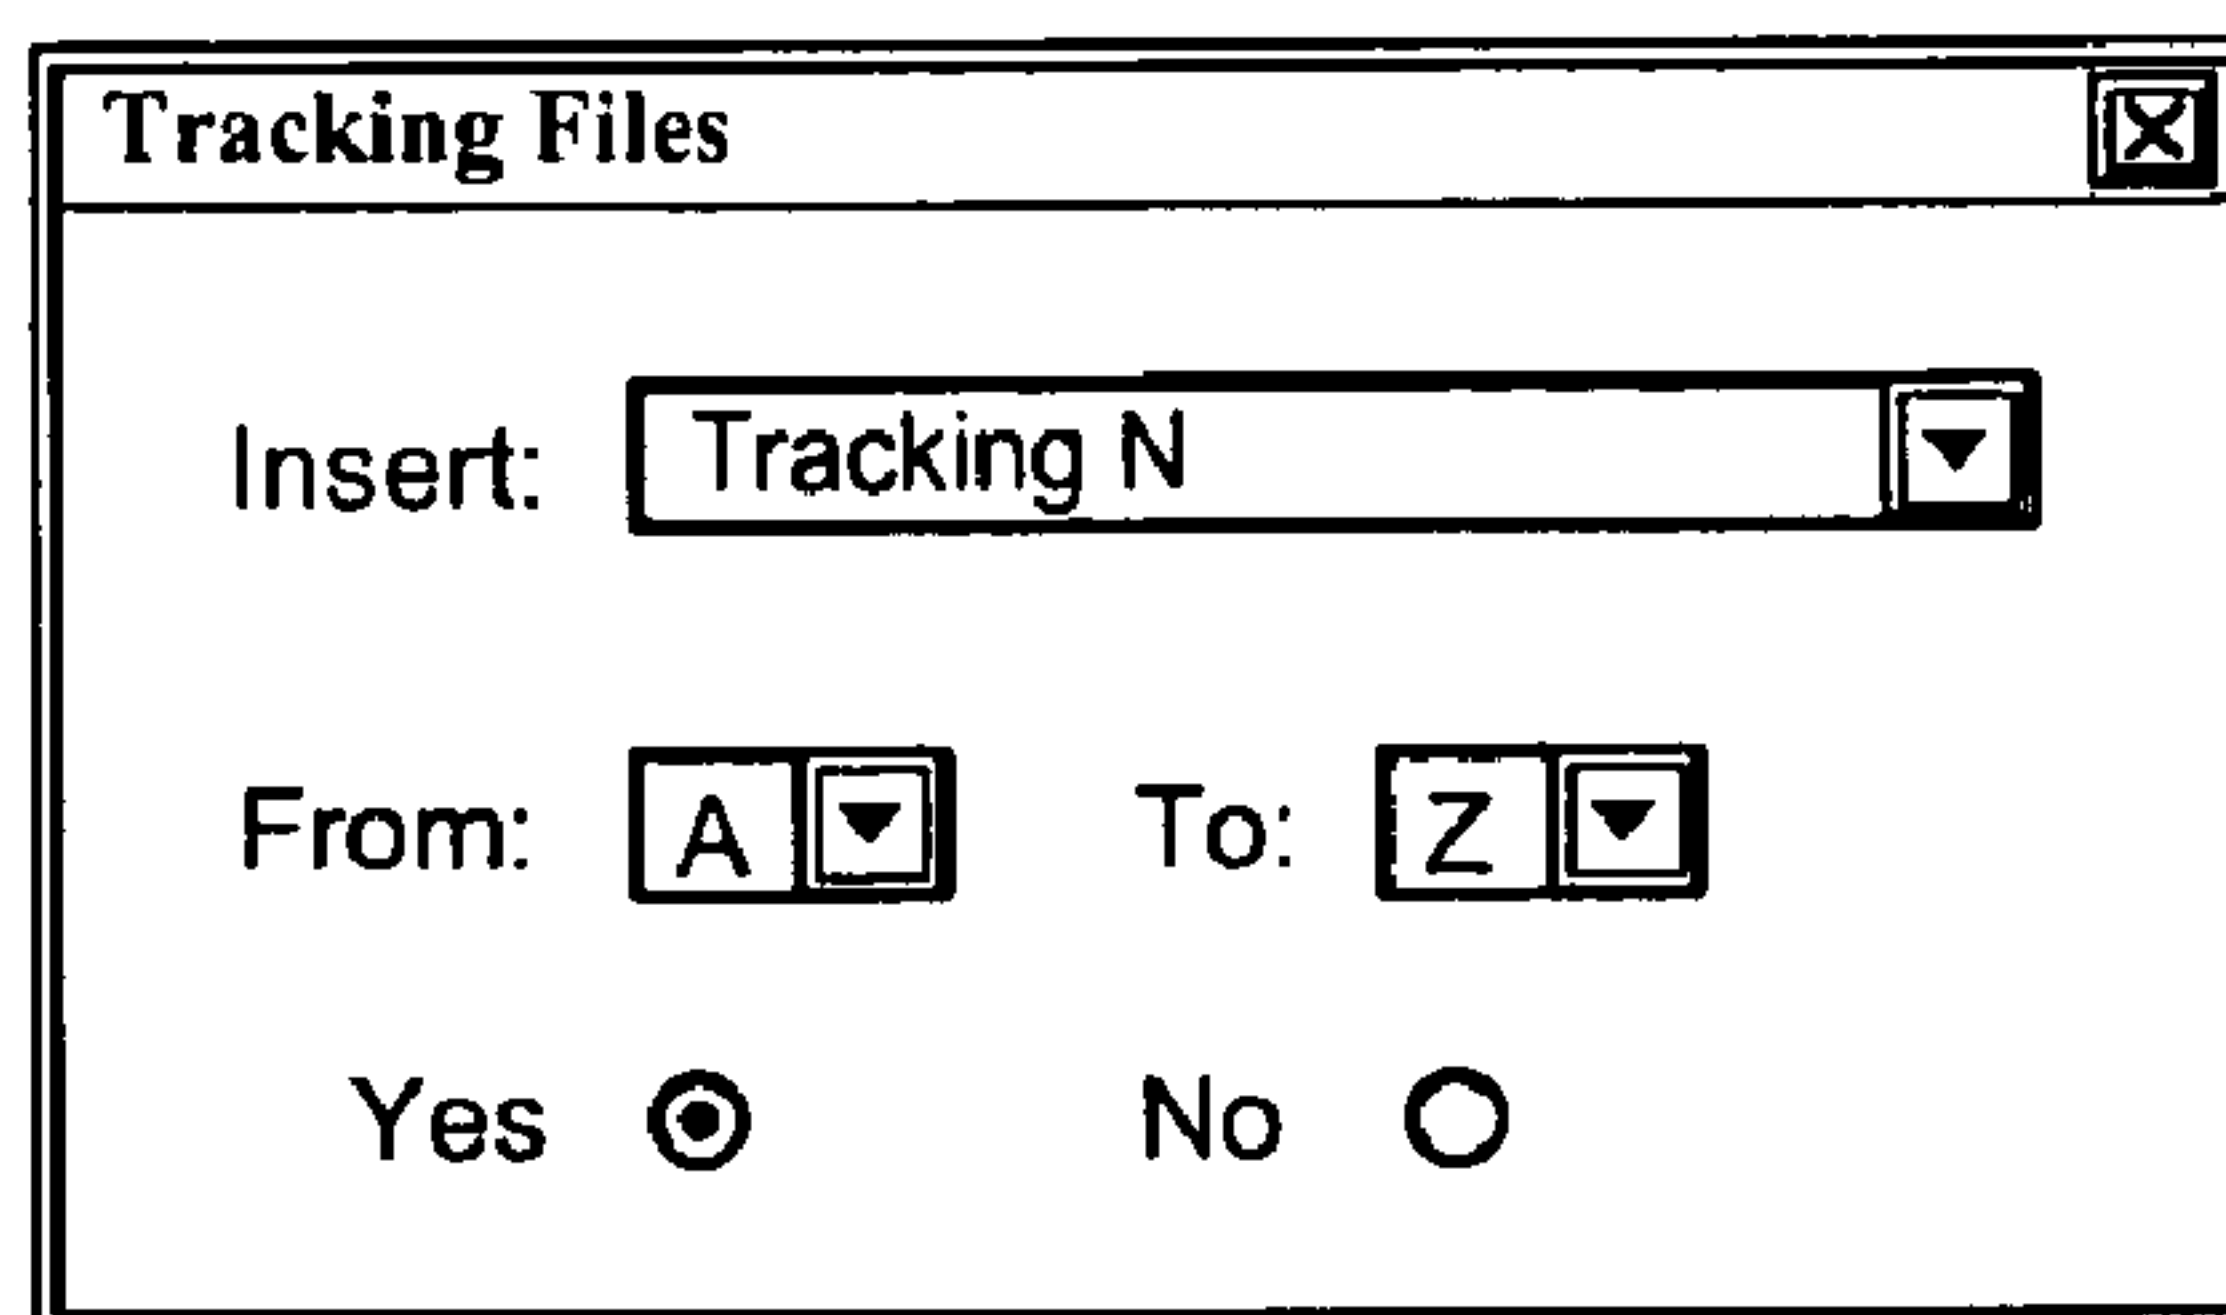 Tracking Files
Insert: Tracking N
From: A To: Z
Yes No